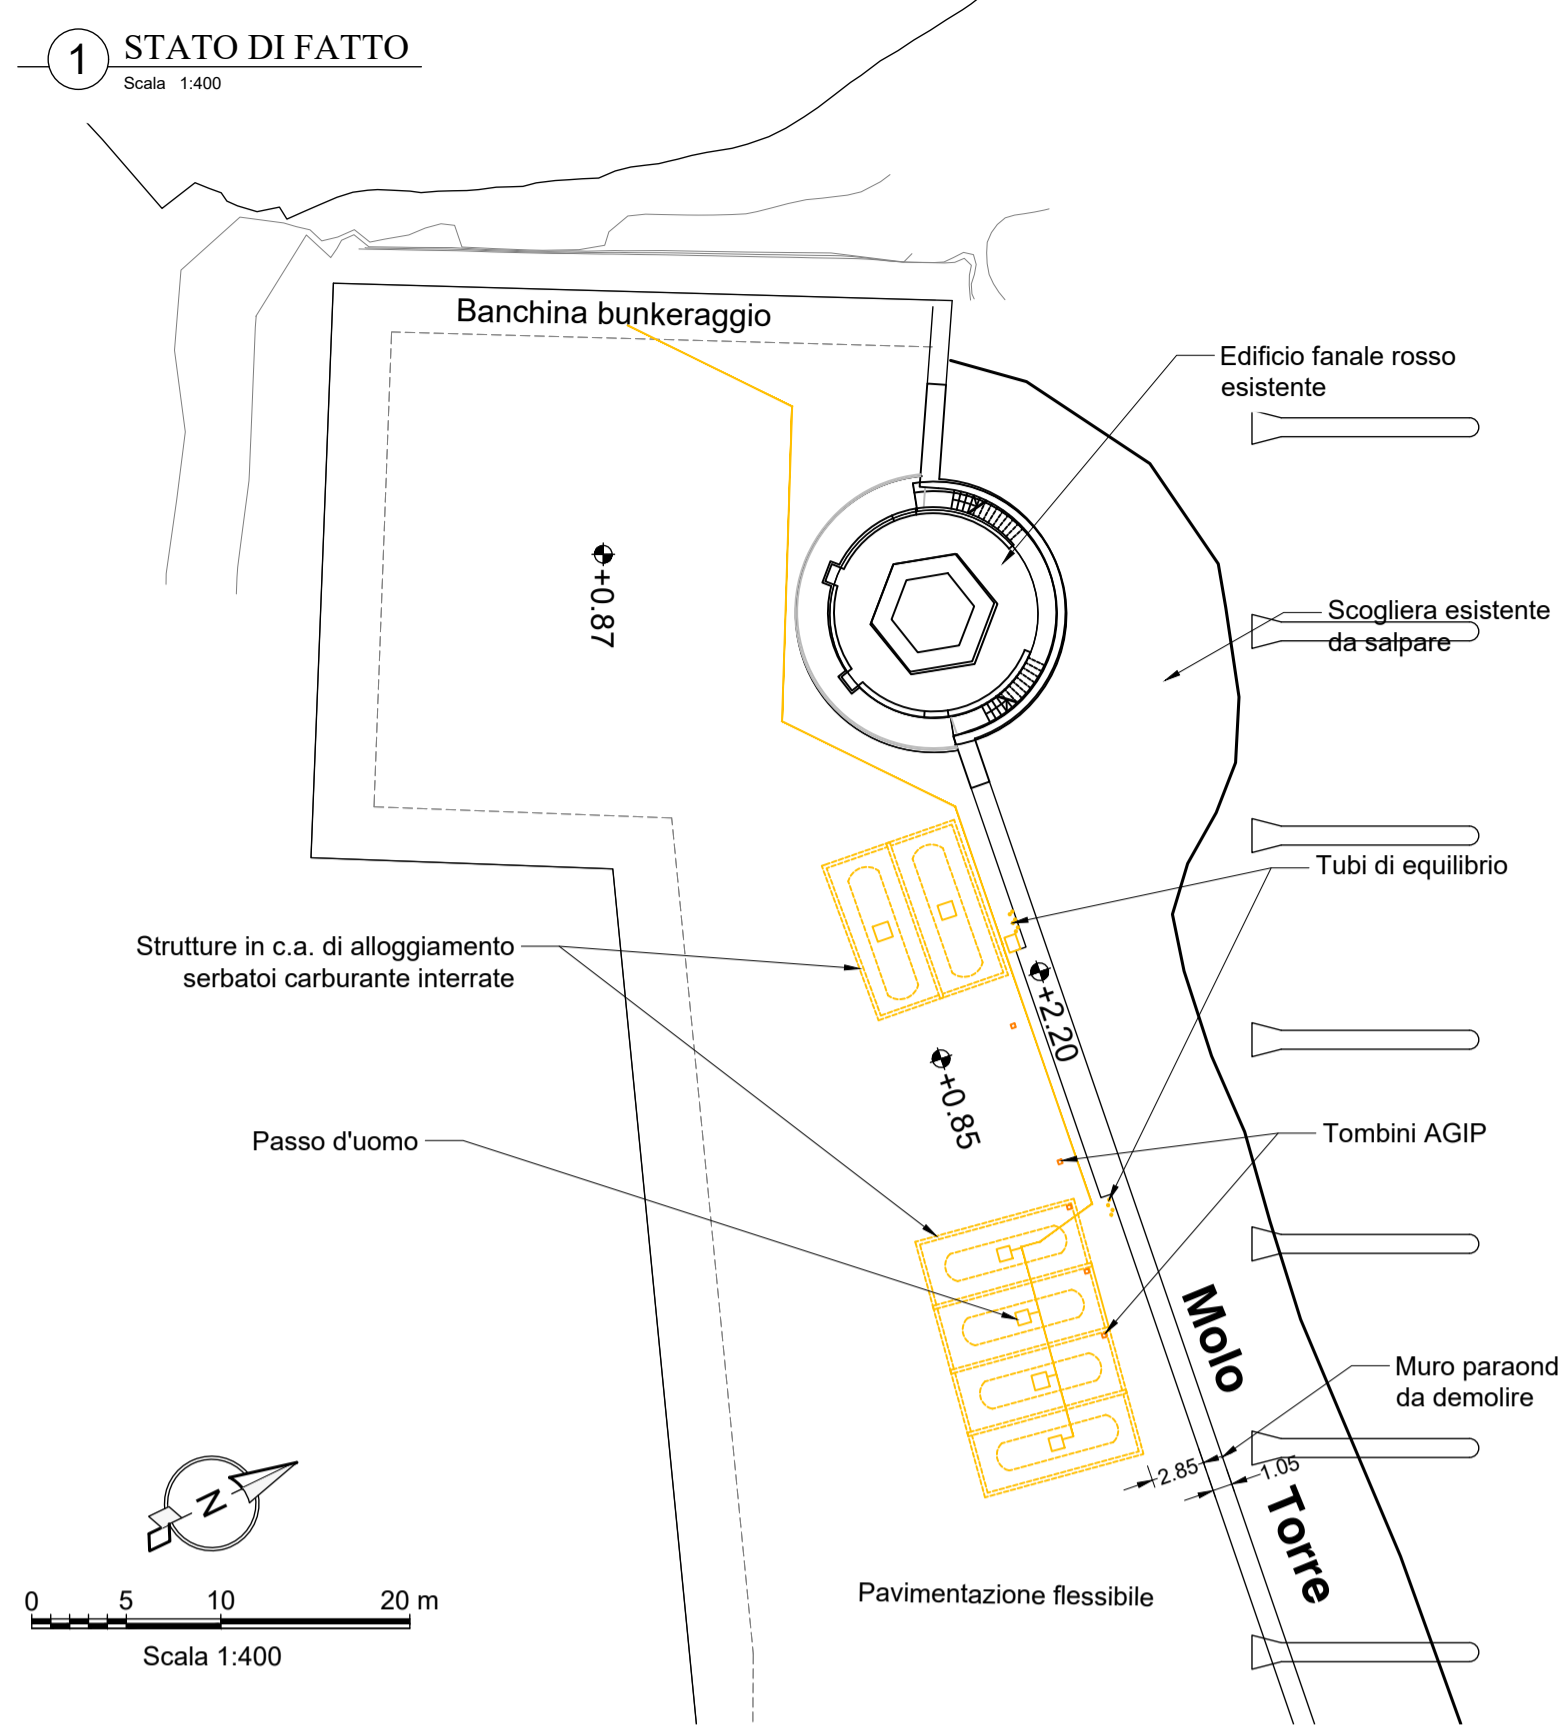 1 STATO DI FATTO
Scala 1:400
Banchina bunkeraggio
Edificio fanale rosso
esistente
+0.87
Scogliera esistente
da salpare
Tubi di equilibrio
Strutture in c.a. di alloggiamento
serbatoi carburante interrate
+2.20
+0.85
Passo d'uomo
Tombini AGIP
Molo
Muro paraond
da demolire
2.85
1.05
Torre
N
Pavimentazione flessibile
0 5 10 20 m
Scala 1:400